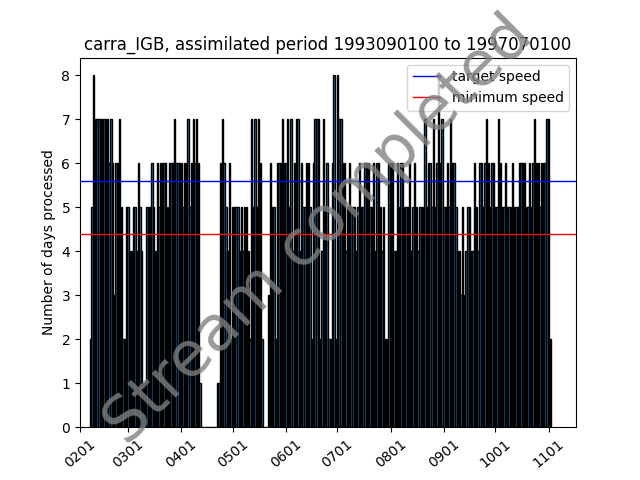 carra_IGB, assimilated period 1993090100 to 1997070100
target speed
minimum speed
Stream completed
Number of days processed
8
7
6
5
4
3
2
1
0
0201 0301 0401 0501 0601 0701 0801 0901 1001 1101